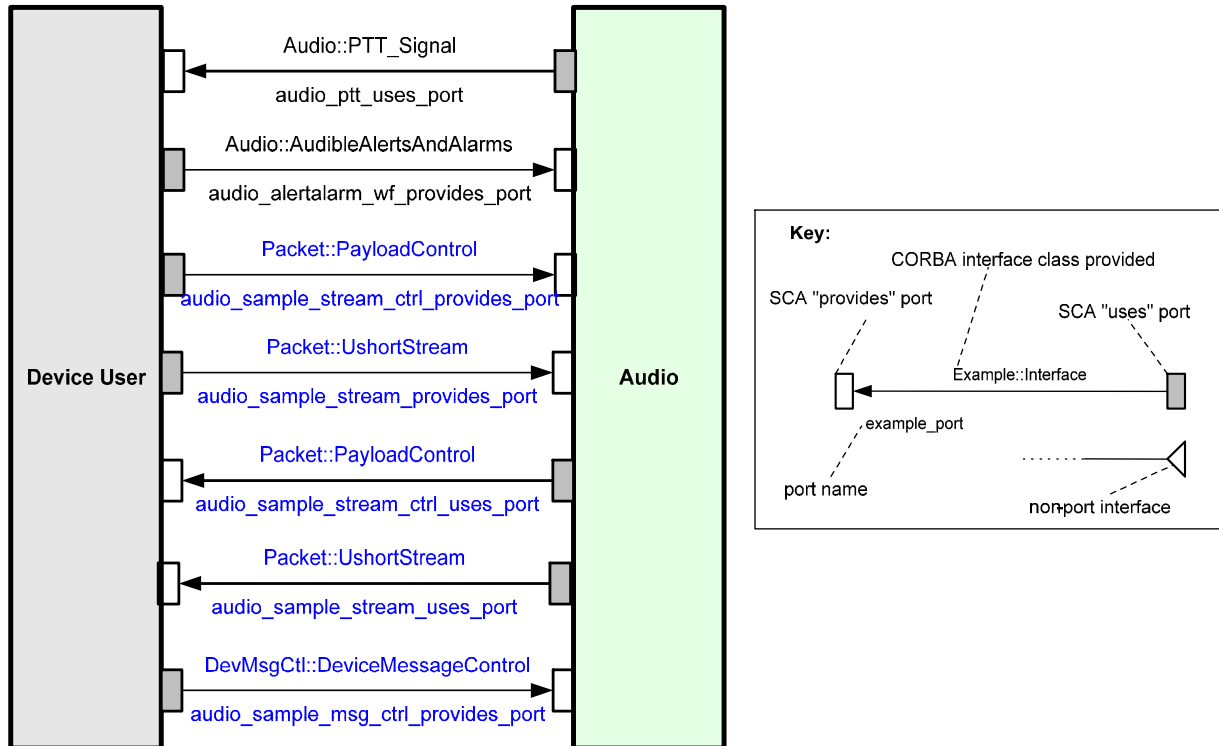 Audio::PTT_Signal
audio_ptt_uses_port
Audio::AudibleAlertsAndAlarms
audio_alertalarm_wf_provides_port
Packet::PayloadControl
audio_sample_stream_ctrl_provides_port
Packet::UshortStream
Device User
Audio
audio_sample_stream_provides_port
Packet::PayloadControl
audio_sample_stream_ctrl_uses_port
Packet::UshortStream
audio_sample_stream_uses_port
DevMsgCtl::DeviceMessageControl
audio_sample_msg_ctrl_provides_port
Key:
CORBA interface class provided
SCA "provides" port
SCA "uses" port
Example::Interface
example_port
port name
non-port interface